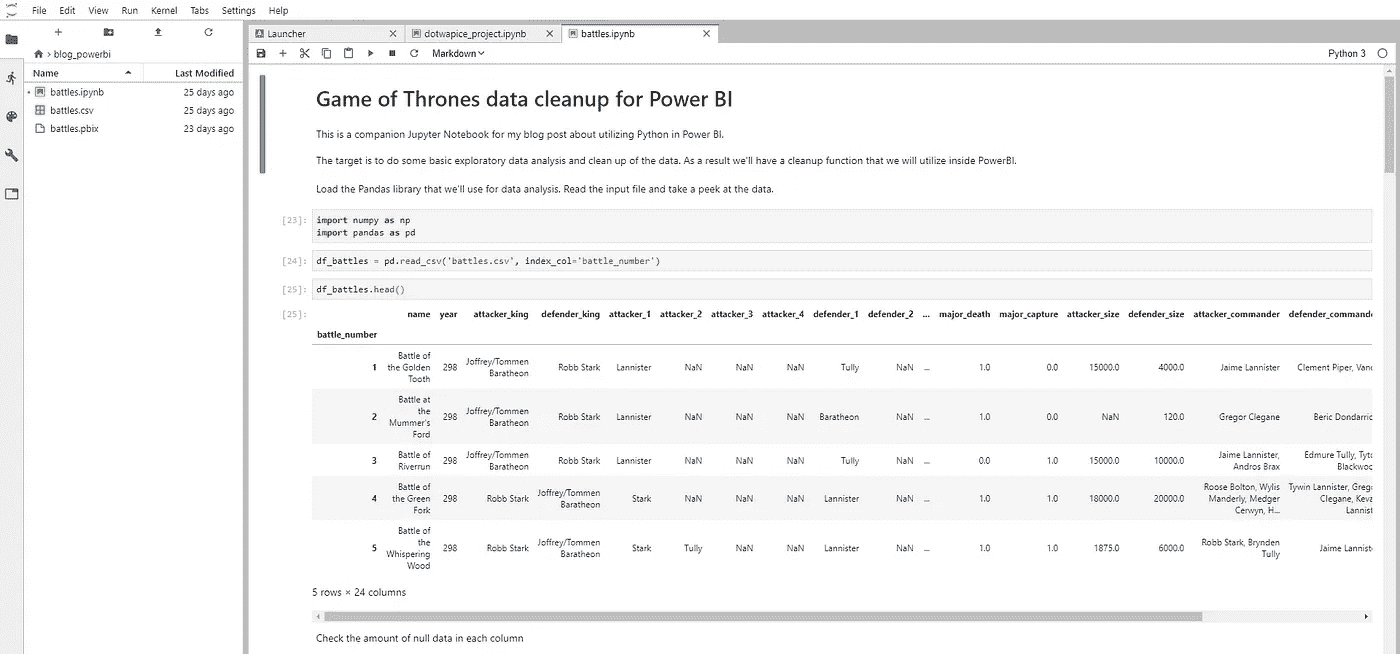 File Edit View Run Kernel Tabs Settings Help
Launcher
dotwapice_project.ipynb
battles.ipynb
blog_powerbi
Markdown
Python 3
Name Last Modified
battles.ipynb 25 days ago
battles.csv 25 days ago
battles.pbix 23 days ago
Game of Thrones data cleanup for Power BI
This is a companion Jupyter Notebook for my blog post about utilizing Python in Power BI.
The target is to do some basic exploratory data analysis and clean up of the data. As a result we'll have a cleanup function that we will utilize inside PowerBI.
Load the Pandas library that we'll use for data analysis. Read the input file and take a peek at the data.
[23]: import numpy as np
import pandas as pd
[24]: df_battles = pd.read_csv('battles.csv', index_col='battle_number')
[25]: df_battles.head()
[25]: name year attacker_king defender_king attacker_1 attacker_2 attacker_3 attacker_4 defender_1 defender_2 ... major_death major_capture attacker_size defender_size attacker_commander defender_commande
battle_number
Battle of
Joffrey/Tommen
1 the Golden 298 Robb Stark Lannister NaN NaN NaN Tully NaN ... 1.0 0.0 15000.0 4000.0 Jaime Lannister Clement Piper, Vanc
Baratheon
Tooth
Battle at
the Joffrey/Tommen
2 298 Robb Stark Lannister NaN NaN NaN Baratheon NaN ... 1.0 0.0 NaN 120.0 Gregor Clegane Beric Dondarric
Mummer's Baratheon
Ford
Battle of Joffrey/Tommen Jaime Lannister, Edmure Tully, Tyto
3 298 Robb Stark Lannister NaN NaN NaN Tully NaN ... 0.0 1.0 15000.0 10000.0
Riverrun Baratheon Andros Brax Blackwoo
Battle of Joffrey/Tommen Roose Bolton, Wylis Tywin Lannister, Grego
4 the Green 298 Robb Stark Stark NaN NaN NaN Lannister NaN ... 1.0 1.0 18000.0 20000.0 Manderly, Medger Clegane, Keva
Fork Baratheon Cerwyn, H... Lannist
Battle of
the Joffrey/Tommen Robb Stark, Brynden
5 298 Robb Stark Stark Tully NaN NaN Lannister NaN ... 1.0 1.0 1875.0 6000.0 Jaime Lannist
Whispering Baratheon Tully
Wood
5 rows × 24 columns
Check the amount of null data in each column